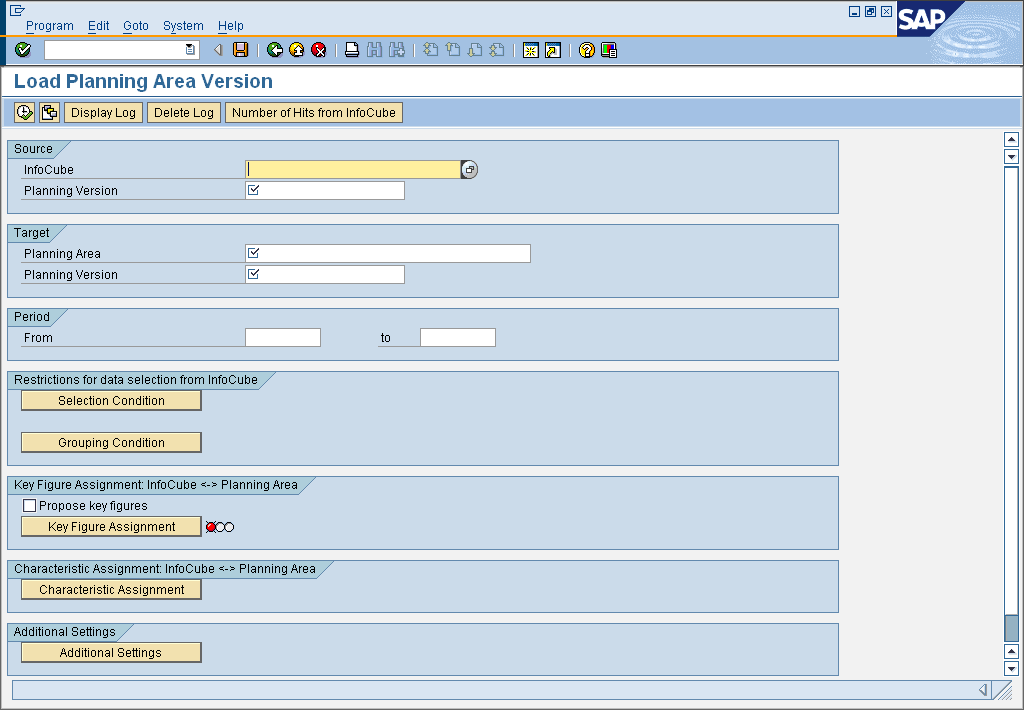 Program Edit Goto System Help
SAP
Load Planning Area Version
Display Log Delete Log Number of Hits from InfoCube
Source
InfoCube
Planning Version
Target
Planning Area
Planning Version
Period
From to
Restrictions for data selection from InfoCube
Selection Condition
Grouping Condition
Key Figure Assignment: InfoCube <-> Planning Area
Propose key figures
Key Figure Assignment
Characteristic Assignment: InfoCube <-> Planning Area
Characteristic Assignment
Additional Settings
Additional Settings